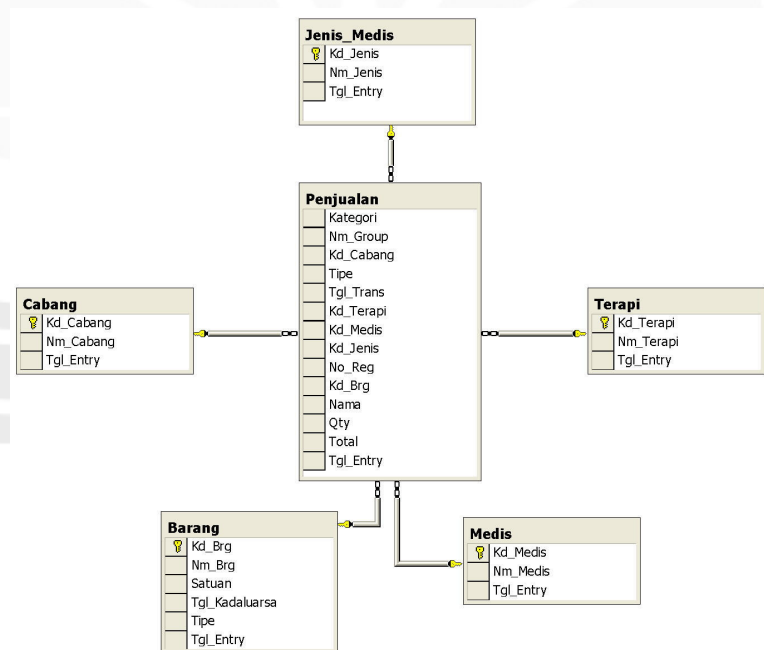 Jenis_Medis
Kd_Jenis
Nm_Jenis
Tgl_Entry
Penjualan
Kategori
Nm_Group
Kd_Cabang
Tipe
Tgl_Trans
Kd_Terapi
Kd_Medis
Kd_Jenis
No_Reg
Kd_Brg
Nama
Qty
Total
Tgl_Entry
Cabang
Kd_Cabang
Nm_Cabang
Tgl_Entry
Terapi
Kd_Terapi
Nm_Terapi
Tgl_Entry
Barang
Kd_Brg
Nm_Brg
Satuan
Tgl_Kadaluarsa
Tipe
Tgl_Entry
Medis
Kd_Medis
Nm_Medis
Tgl_Entry